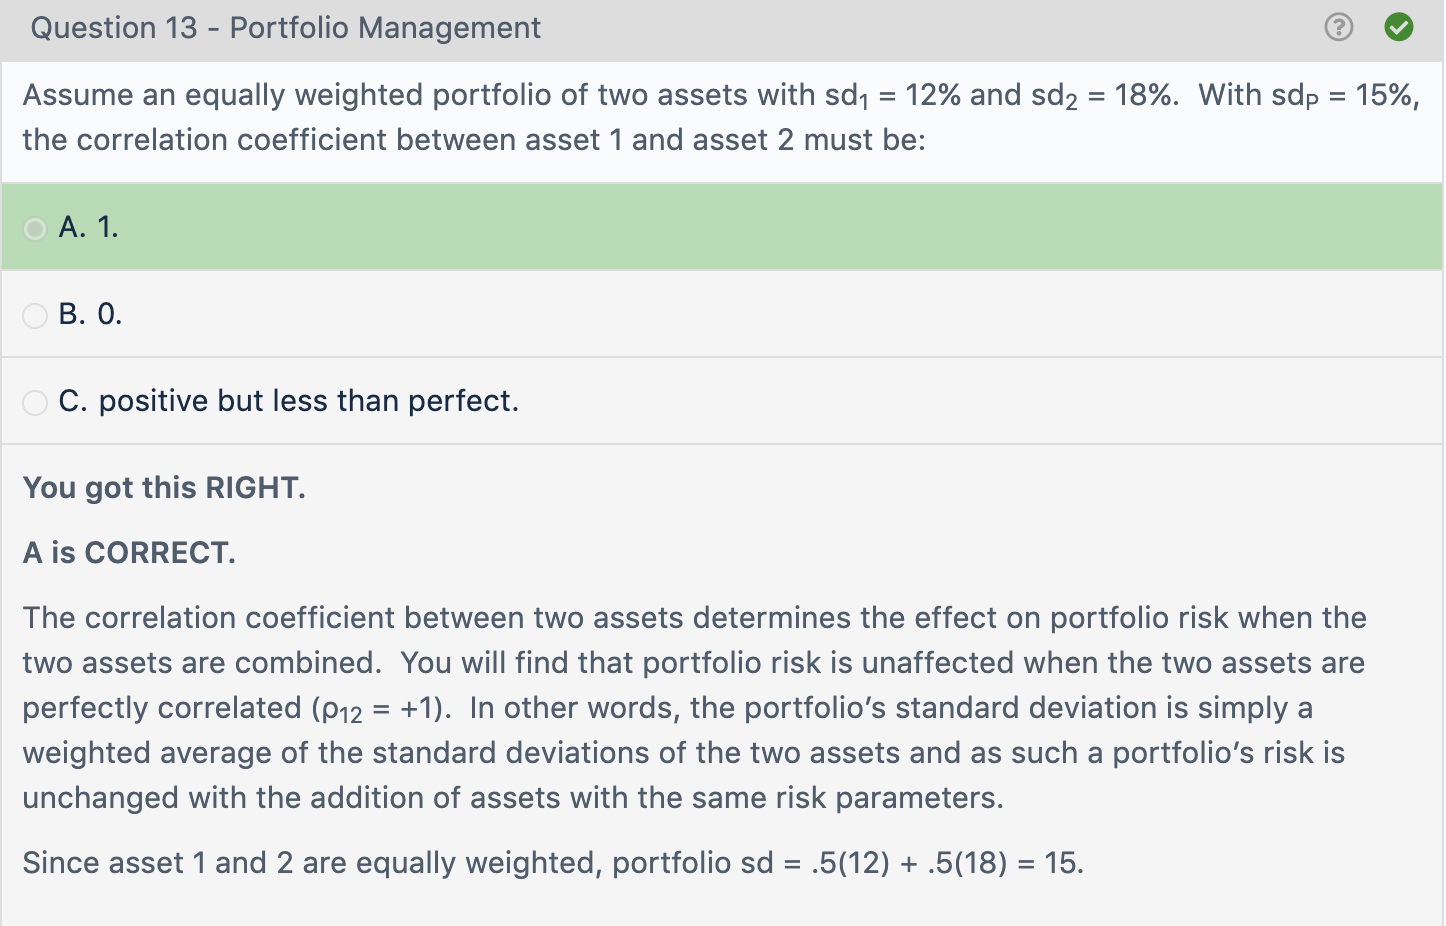 Question 13 - Portfolio Management
Assume an equally weighted portfolio of two assets with sd₁ = 12% and sd₂ = 18%.  With sdₚ = 15%,
the correlation coefficient between asset 1 and asset 2 must be:
A. 1.
B. 0.
C. positive but less than perfect.
You got this RIGHT.
A is CORRECT.
The correlation coefficient between two assets determines the effect on portfolio risk when the
two assets are combined.  You will find that portfolio risk is unaffected when the two assets are
perfectly correlated (ρ₁₂ = +1).  In other words, the portfolio’s standard deviation is simply a
weighted average of the standard deviations of the two assets and as such a portfolio’s risk is
unchanged with the addition of assets with the same risk parameters.
Since asset 1 and 2 are equally weighted, portfolio sd = .5(12) + .5(18) = 15.